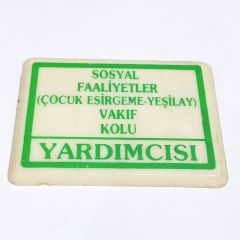 SOSYAL
FAALİYETLER
(ÇOCUK ESİRGEME-YEŞİLAY)
VAKIF
KOLU
YARDIMCISI